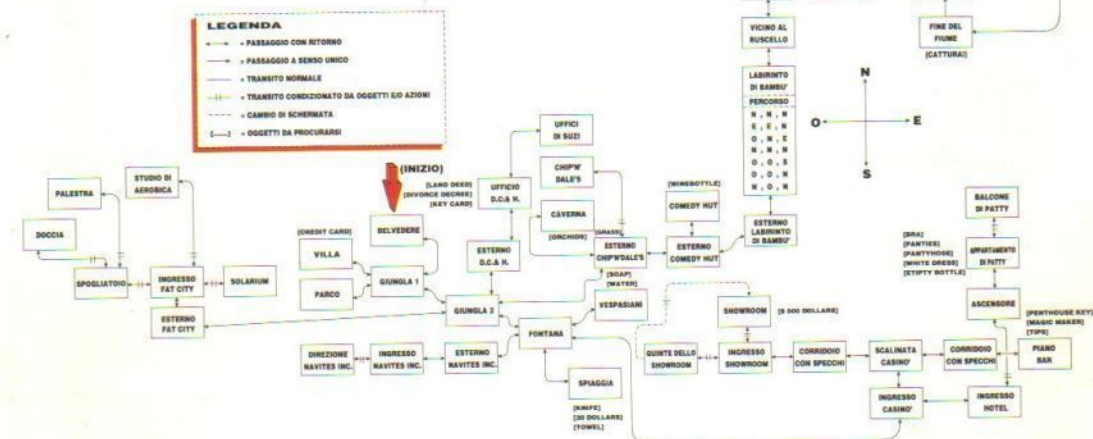 LEGENDA
= PASSAGGIO CON RITORNO
= PASSAGGIO A SENSO UNICO
= TRANSITO NORMALE
= TRANSITO CONDIZIONATO DA OGGETTI E/O AZIONI
= CAMBIO DI SCHERMATA
= OGGETTI DA PROCURARSI
VICINO AL
RUSCELLO
FINE DEL
FIUME
(CATTURA!)
LABIRINTO
DI BAMBU'
PERCORSO
N , N , N
E , E , N
O , N , E
N , N , N
O , O , S
O , O , N
N , O , N
N
O
E
S
ESTERNO
LABIRINTO
DI BAMBU'
(INIZIO)
UFFICI
DI SUZI
CHIP'N'
DALE'S
[LAND DEED]
[DIVORCE DECREE]
[KEY CARD]
UFFICIO
D.C.& H.
CAVERNA
[ORCHIDS]
[GRASS]
[WINEBOTTLE]
COMEDY HUT
STUDIO DI
AEROBICA
PALESTRA
DOCCIA
SPOGLIATOIO
INGRESSO
FAT CITY
SOLARIUM
ESTERNO
FAT CITY
[CREDIT CARD]
VILLA
BELVEDERE
PARCO
GIUNGLA 1
GIUNGLA 2
ESTERNO
D.C.& H.
ESTERNO
CHIP'N'DALE'S
ESTERNO
COMEDY HUT
[SOAP]
[WATER]
VESPASIANI
FONTANA
DIREZIONE
NAVITES INC.
INGRESSO
NAVITES INC.
ESTERNO
NAVITES INC.
SPIAGGIA
[KNIFE]
[20 DOLLARS]
[TOWEL]
SHOWROOM
[$ 500 DOLLARS]
QUINTE DELLO
SHOWROOM
INGRESSO
SHOWROOM
CORRIDOIO
CON SPECCHI
SCALINATA
CASINO'
CORRIDOIO
CON SPECCHI
PIANO
BAR
INGRESSO
CASINO'
INGRESSO
HOTEL
BALCONE
DI PATTY
[BRA]
[PANTIES]
[PANTYHOSE]
[WHITE DRESS]
[ETIPTY BOTTLE]
APPARTAMENTO
DI PATTY
ASCENSORE
[PENTHOUSE KEY]
[MAGIC MAKER]
[TIPS]